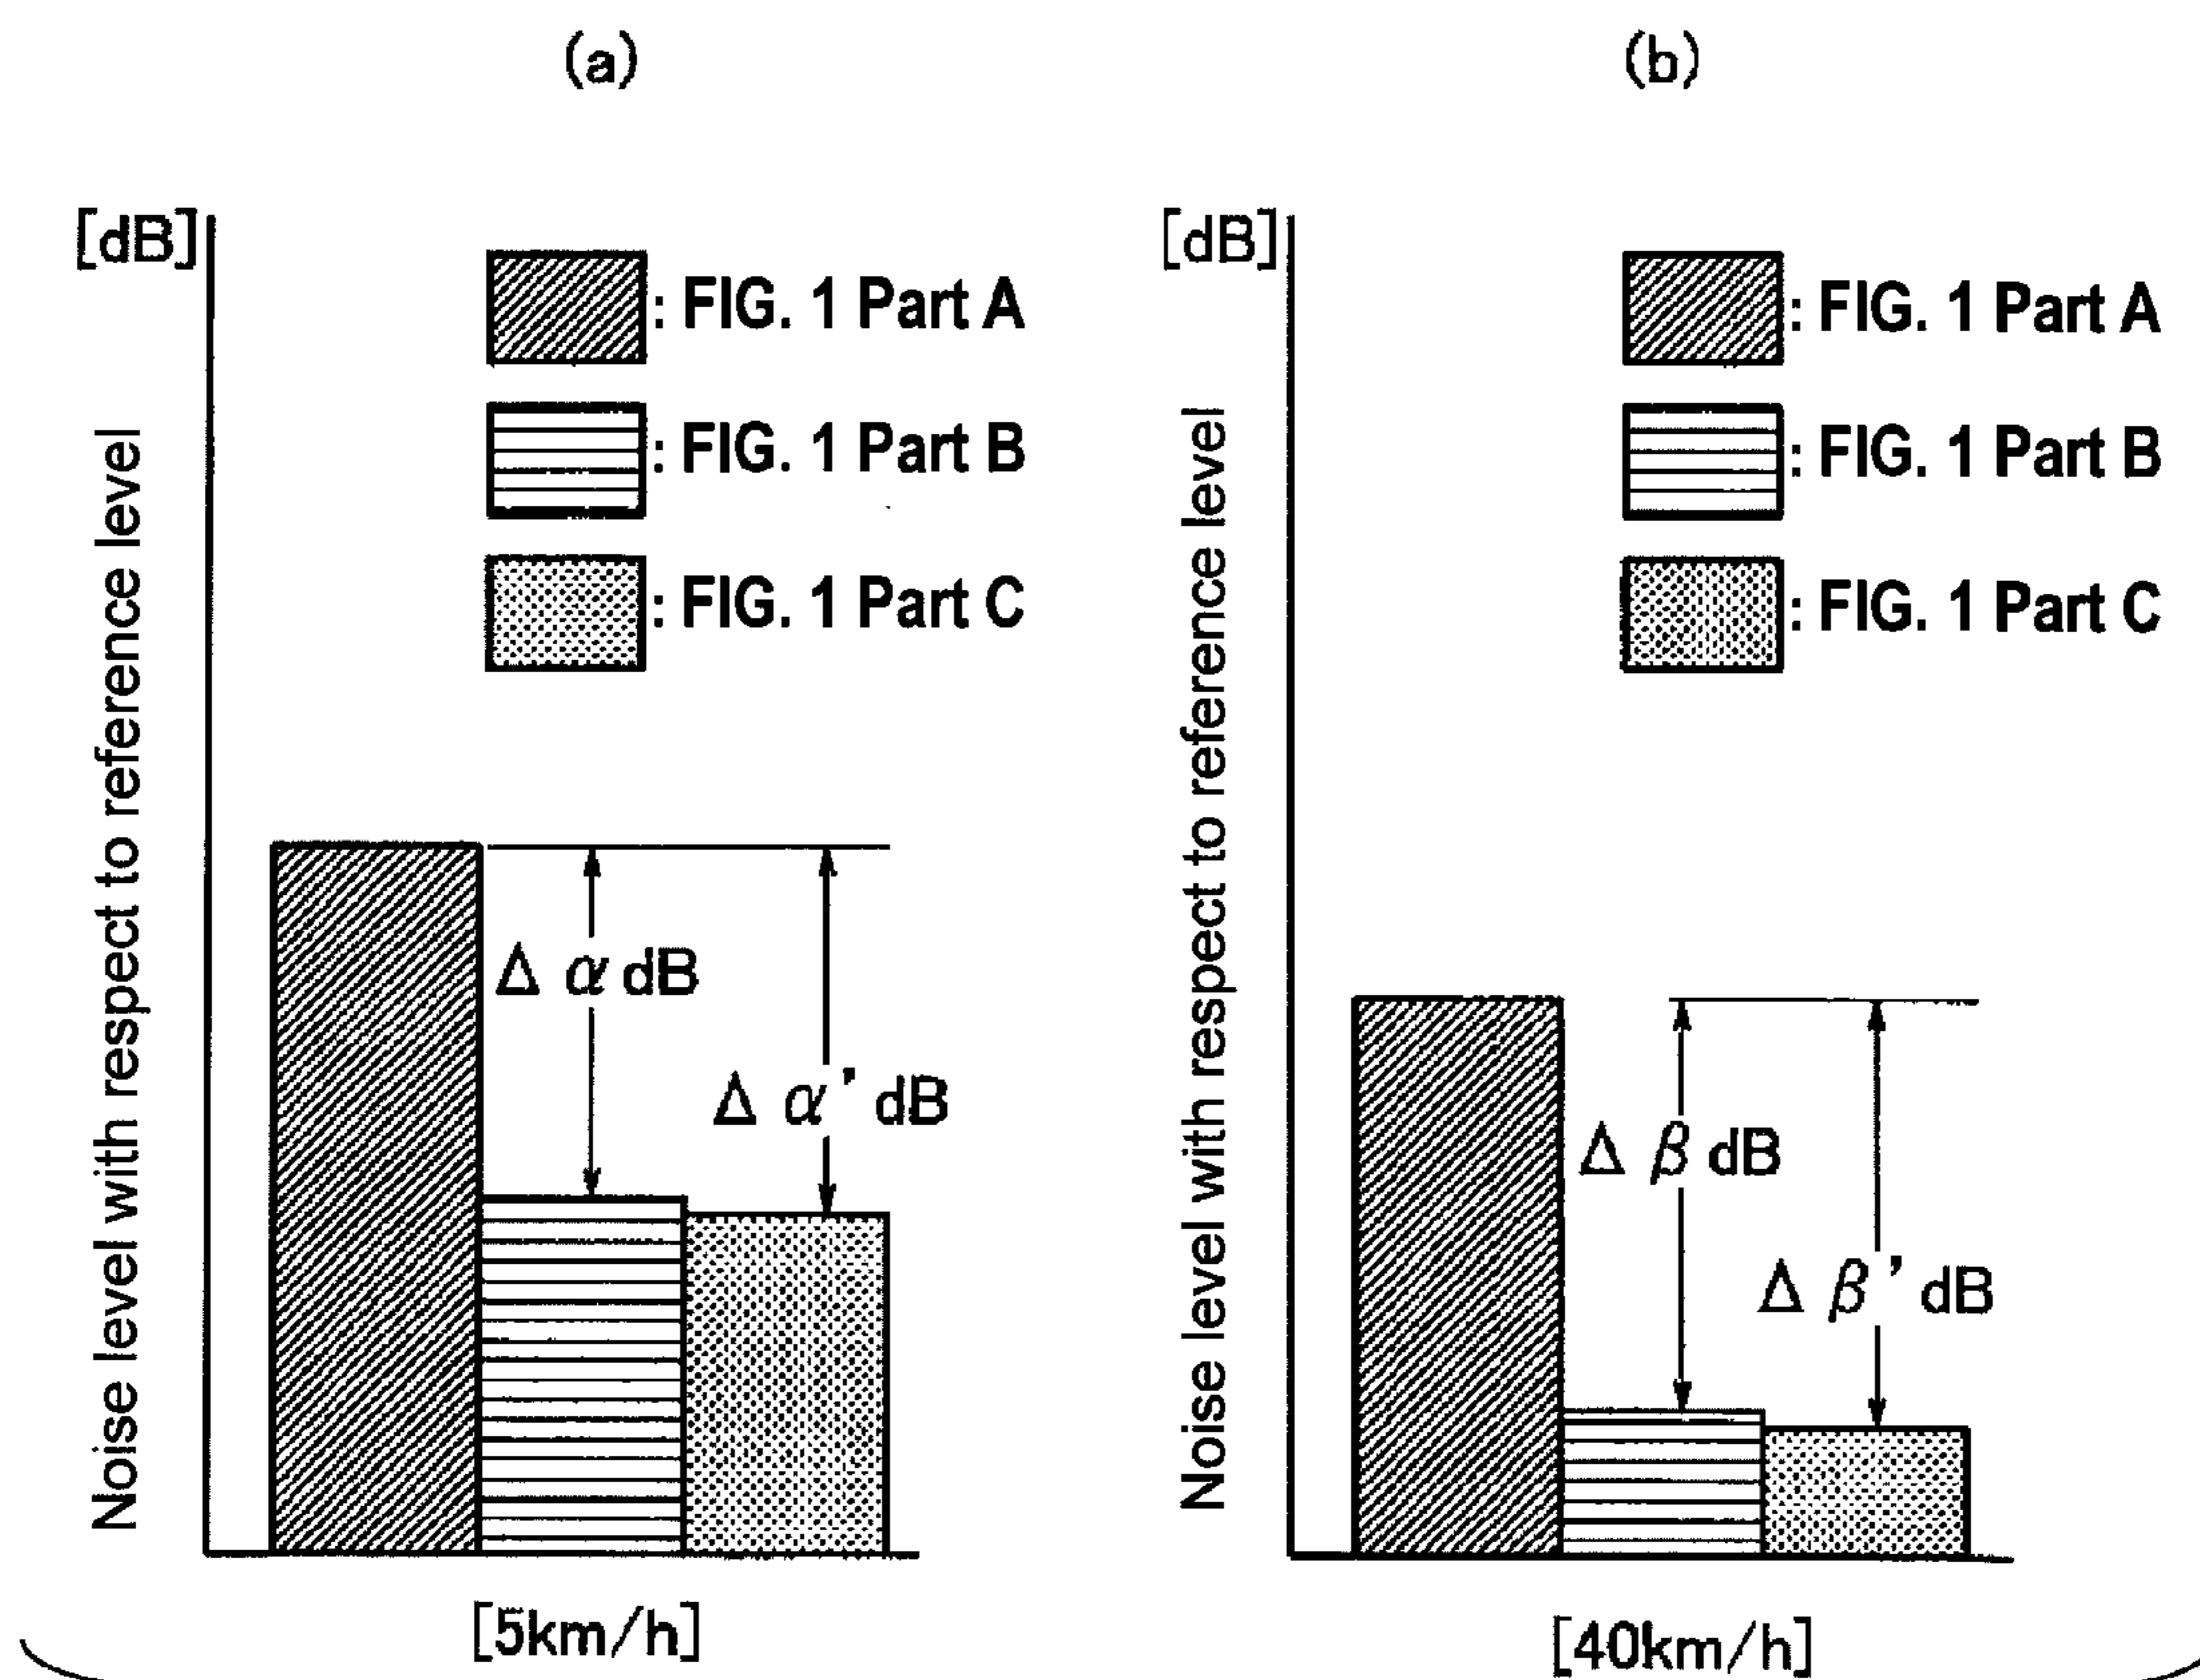 (a)
[dB]
: FIG. 1 Part A
: FIG. 1 Part B
: FIG. 1 Part C
Noise level with respect to reference level
Δ α dB
Δ α' dB
[5km/h]
(b)
[dB]
: FIG. 1 Part A
: FIG. 1 Part B
: FIG. 1 Part C
Noise level with respect to reference level
Δ β dB
Δ β' dB
[40km/h]